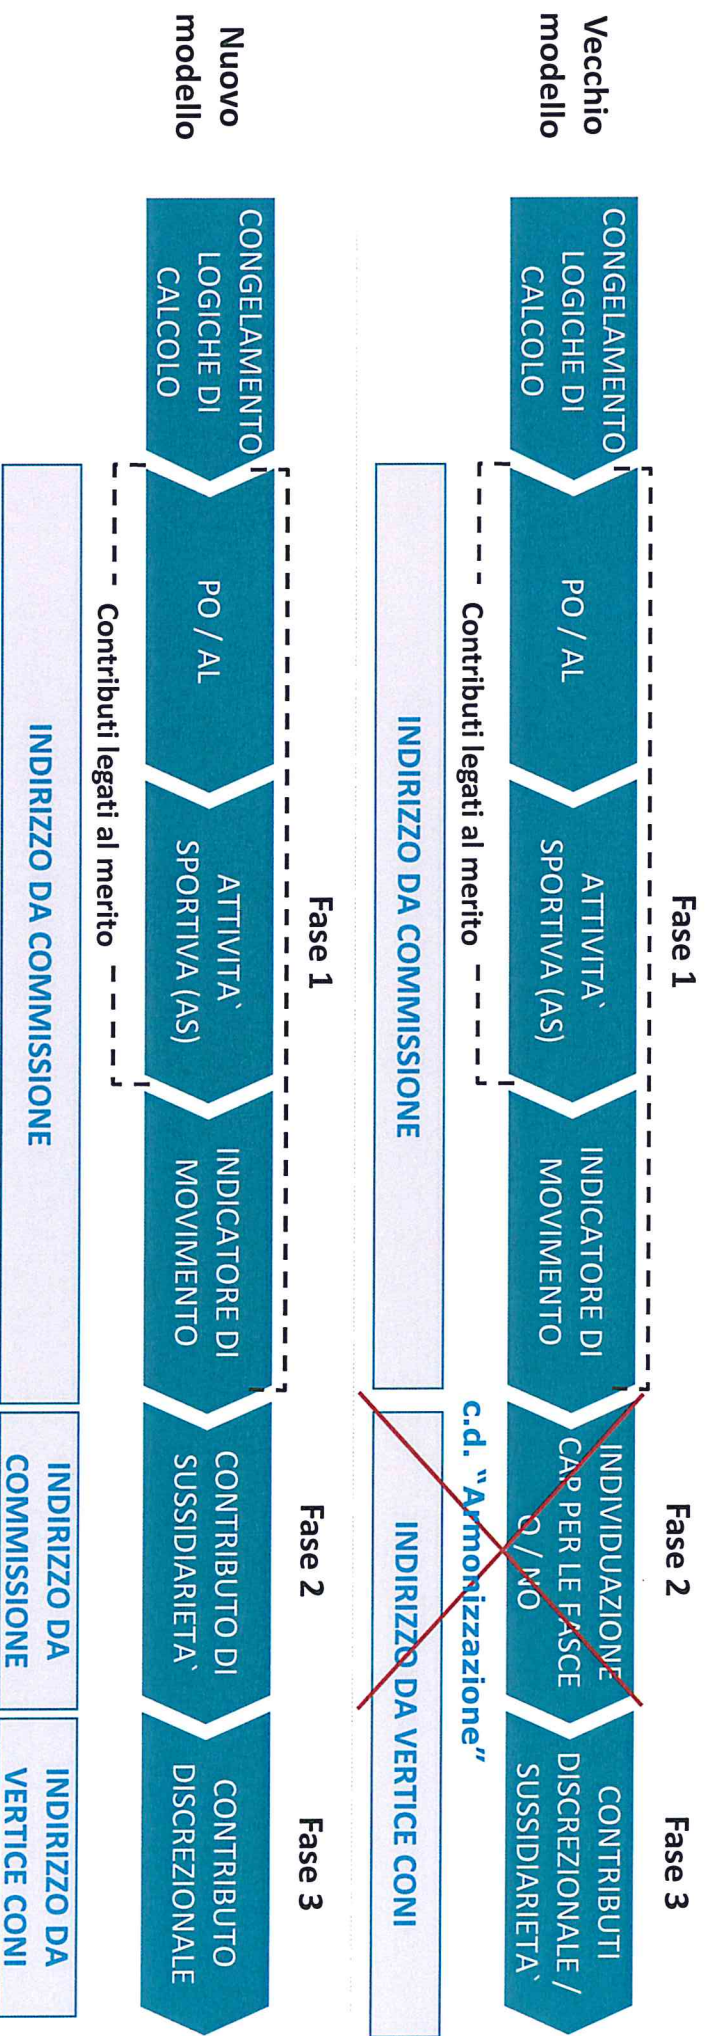 Fase 1
Fase 2
Fase 3
Vecchio
modello
CONGELAMENTO
LOGICHE DI
CALCOLO
PO / AL
ATTIVITA`
SPORTIVA (AS)
INDICATORE DI
MOVIMENTO
INDIVIDUAZIONE
CAP PER LE FASCE
O / NO
CONTRIBUTI
DISCREZIONALE /
SUSSIDIARIETA`
Contributi legati al merito
c.d. "Armonizzazione"
INDIRIZZO DA COMMISSIONE
INDIRIZZO DA VERTICE CONI
Fase 1
Fase 2
Fase 3
Nuovo
modello
CONGELAMENTO
LOGICHE DI
CALCOLO
PO / AL
ATTIVITA`
SPORTIVA (AS)
INDICATORE DI
MOVIMENTO
CONTRIBUTO DI
SUSSIDIARIETA`
CONTRIBUTO
DISCREZIONALE
Contributi legati al merito
INDIRIZZO DA COMMISSIONE
INDIRIZZO DA
COMMISSIONE
INDIRIZZO DA
VERTICE CONI